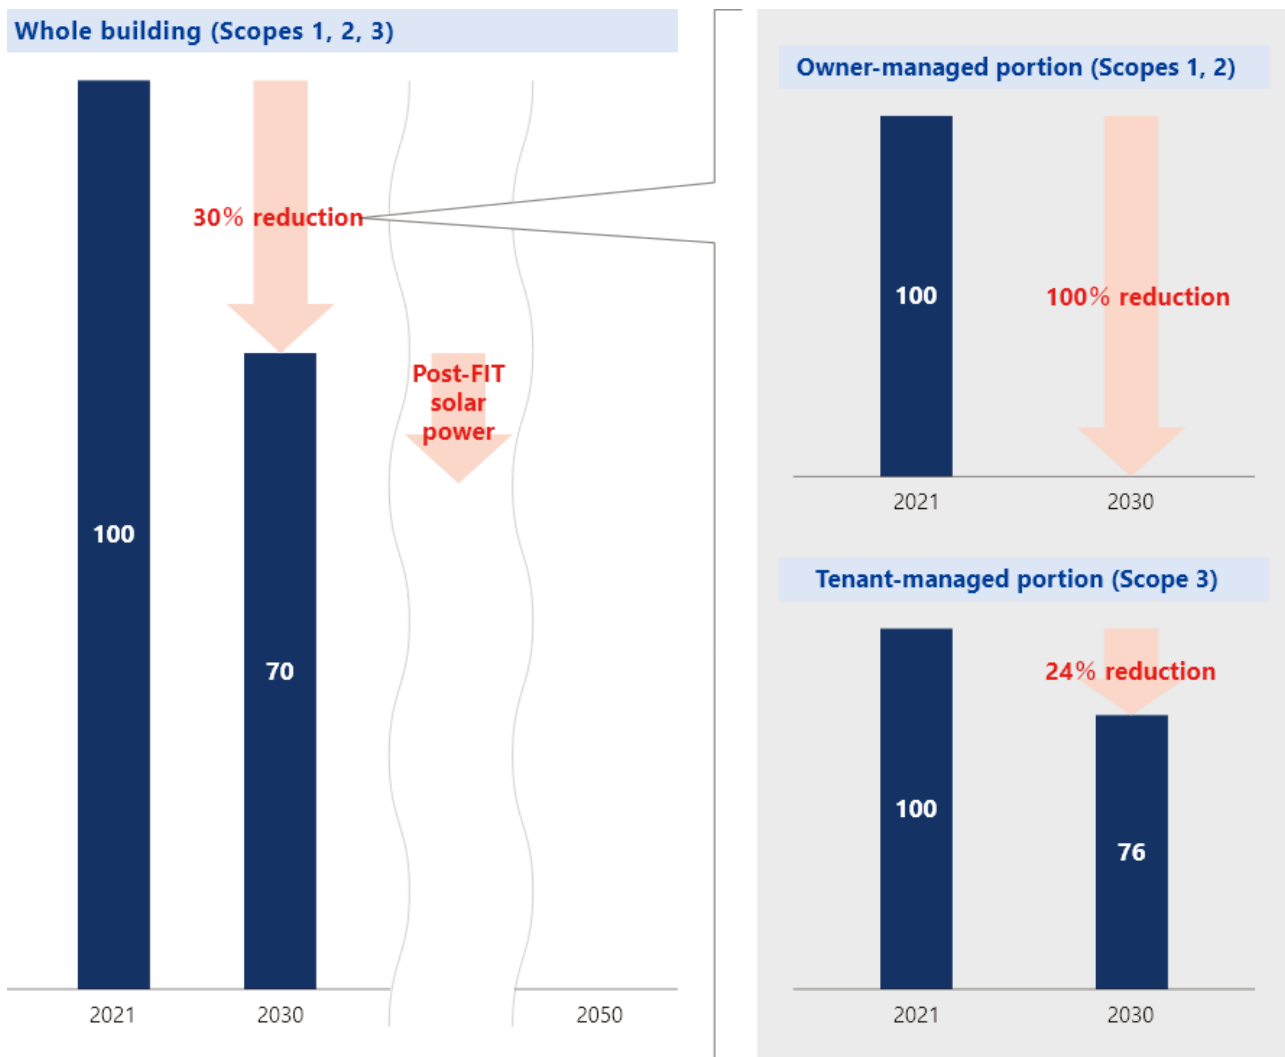 Whole building (Scopes 1, 2, 3)
30% reduction
Post-FIT
solar
power
100
70
2021
2030
2050
Owner-managed portion (Scopes 1, 2)
100
100% reduction
2021
2030
Tenant-managed portion (Scope 3)
24% reduction
100
76
2021
2030